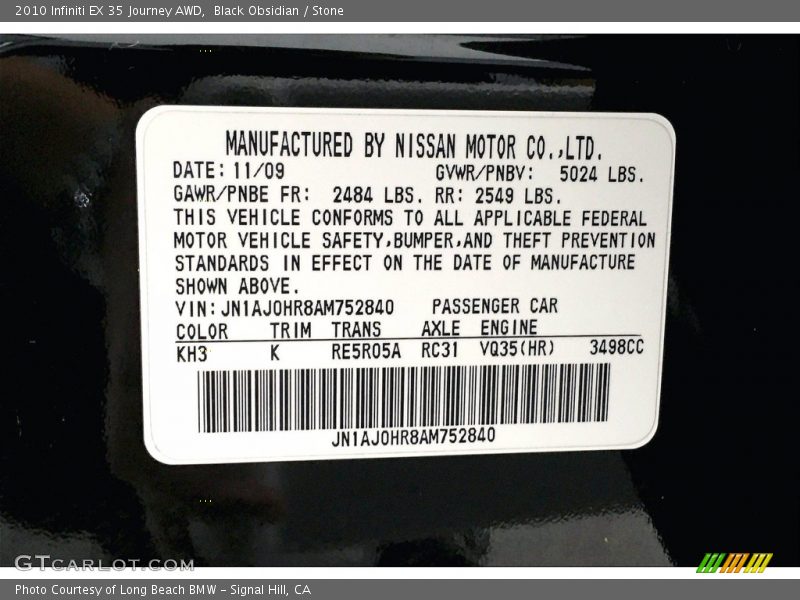 2010 Infiniti EX 35 Journey AWD,  Black Obsidian / Stone
MANUFACTURED BY NISSAN MOTOR CO.,LTD.
DATE: 11/09 GVWR/PNBV: 5024 LBS.
GAWR/PNBE FR: 2484 LBS. RR: 2549 LBS.
THIS VEHICLE CONFORMS TO ALL APPLICABLE FEDERAL
MOTOR VEHICLE SAFETY,BUMPER,AND THEFT PREVENTION
STANDARDS IN EFFECT ON THE DATE OF MANUFACTURE
SHOWN ABOVE.
VIN: JN1AJ0HR8AM752840 PASSENGER CAR
COLOR TRIM TRANS AXLE ENGINE
KH3 K RE5R05A RC31 VQ35(HR) 3498CC
JN1AJ0HR8AM752840
GTCARLOT.COM
Photo Courtesy of Long Beach BMW - Signal Hill, CA